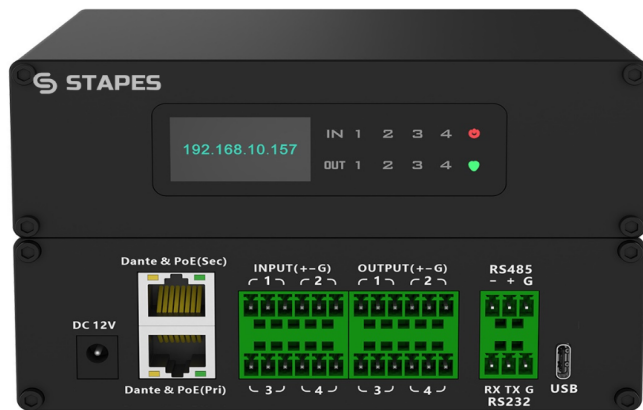 STAPES
192.168.10.157
IN 1 2 3 4
OUT 1 2 3 4
Dante & PoE(Sec)
INPUT(+-G)
OUTPUT(+-G)
RS485
1 2
1 2
- + G
DC 12V
Dante & PoE(Pri)
3 4
3 4
RX TX G
RS232
USB